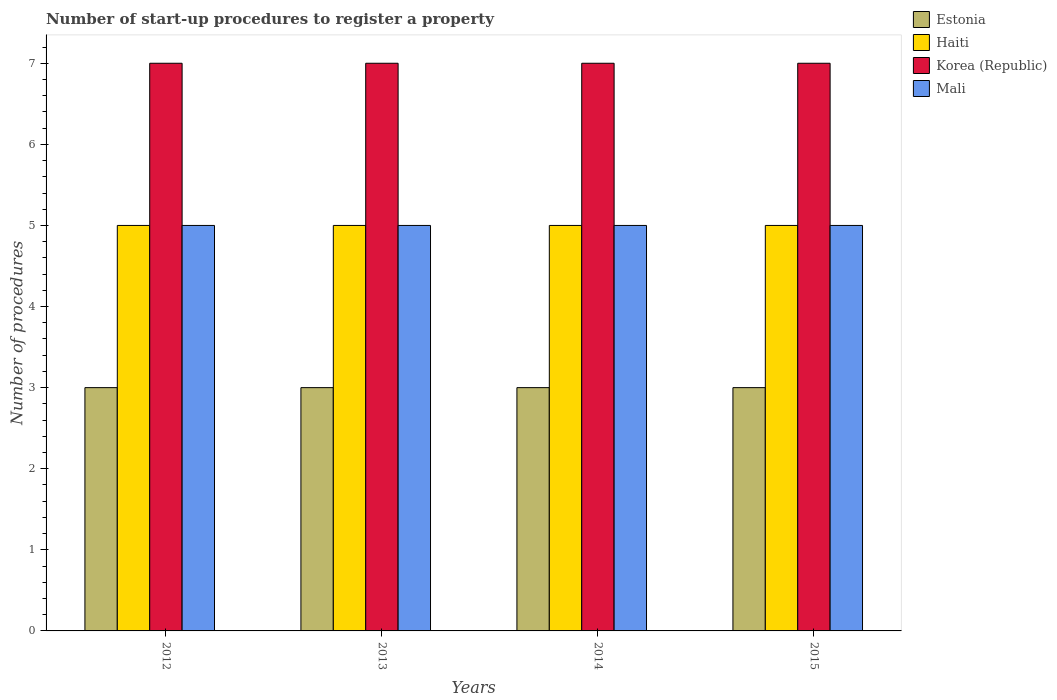 Number of start-up procedures to register a property
Estonia
Haiti
Korea (Republic)
Mali
Number of procedures
7
6
5
4
3
2
1
0
2012
2013
2014
2015
Years